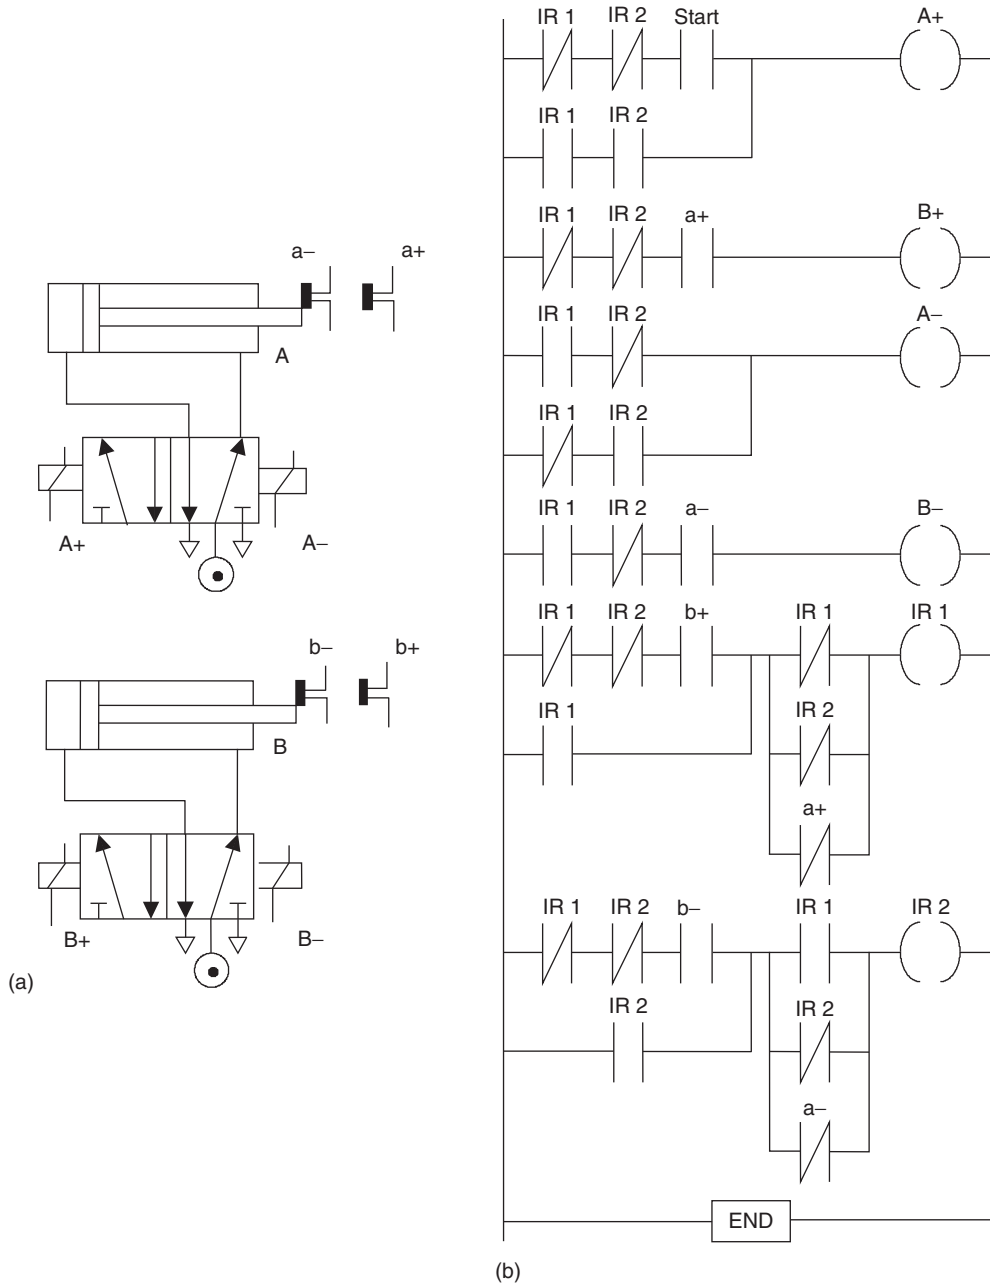 a− a+
A
A+ A−
b− b+
B
B+ B−
(a)
IR 1 IR 2 Start A+
IR 1 IR 2
IR 1 IR 2 a+ B+
IR 1 IR 2 A−
IR 1 IR 2
IR 1 IR 2 a− B−
IR 1 IR 2 b+ IR 1 IR 1
IR 1 IR 2
a+
IR 1 IR 2 b− IR 1 IR 2
IR 2 IR 2
a−
END
(b)